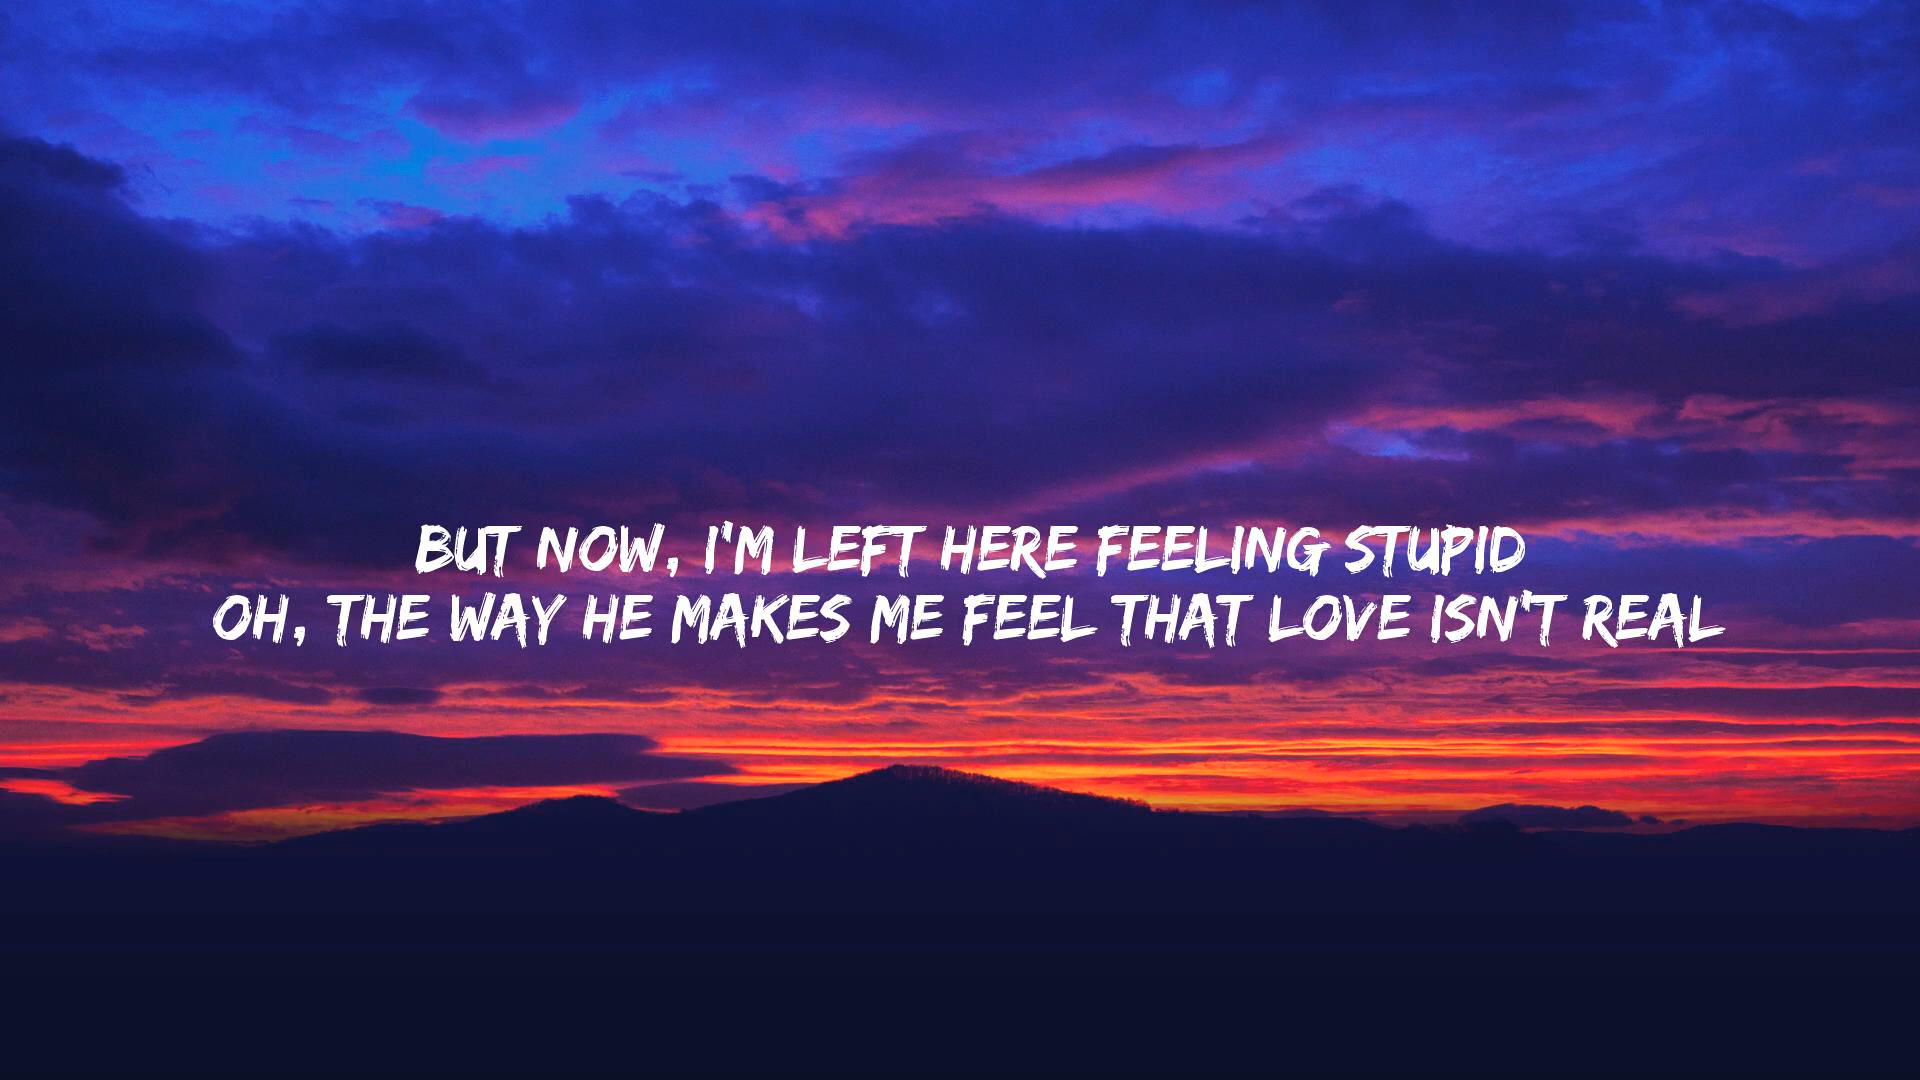 BUT NOW, I'M LEFT HERE FEELING STUPID
OH, THE WAY HE MAKES ME FEEL THAT LOVE ISN'T REAL